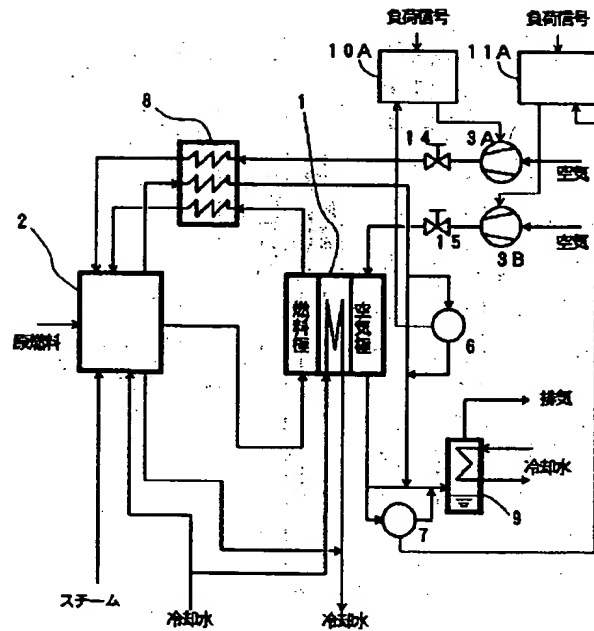 負荷信号
負荷信号
10A
11A
8
1
14
3A
空気
2
15
空気
3B
燃料極
空気極
原燃料
6
排気
冷却水
7
9
スチーム
冷却水
冷却水